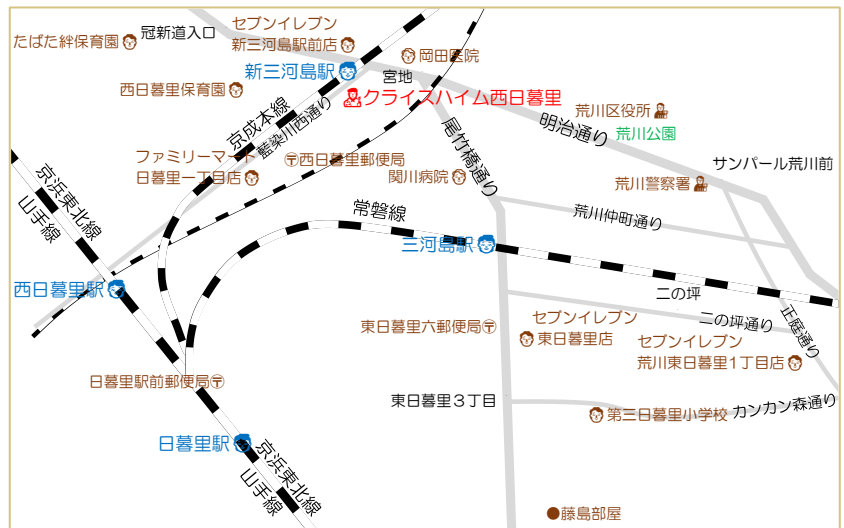 セブンイレブン
新三河島駅前店
たばた絆保育園
冠新道入口
岡田医院
新三河島駅
宮地
西日暮里保育園
クライスハイム西日暮里
荒川区役所
京成本線
藍染川西通り
尾竹橋通り
明治通り
荒川公園
ファミリーマート
日暮里一丁目店
〒西日暮里郵便局
関川病院
サンパール荒川前
荒川警察署
京浜東北線
山手線
常磐線
荒川仲町通り
三河島駅
西日暮里駅
二の坪
東日暮里六郵便局〒
セブンイレブン
東日暮里店
二の坪通り
正庭通り
セブンイレブン
荒川東日暮里1丁目店
日暮里駅前郵便局〒
東日暮里3丁目
第三日暮里小学校
カンカン森通り
日暮里駅
京浜東北線
山手線
●藤島部屋